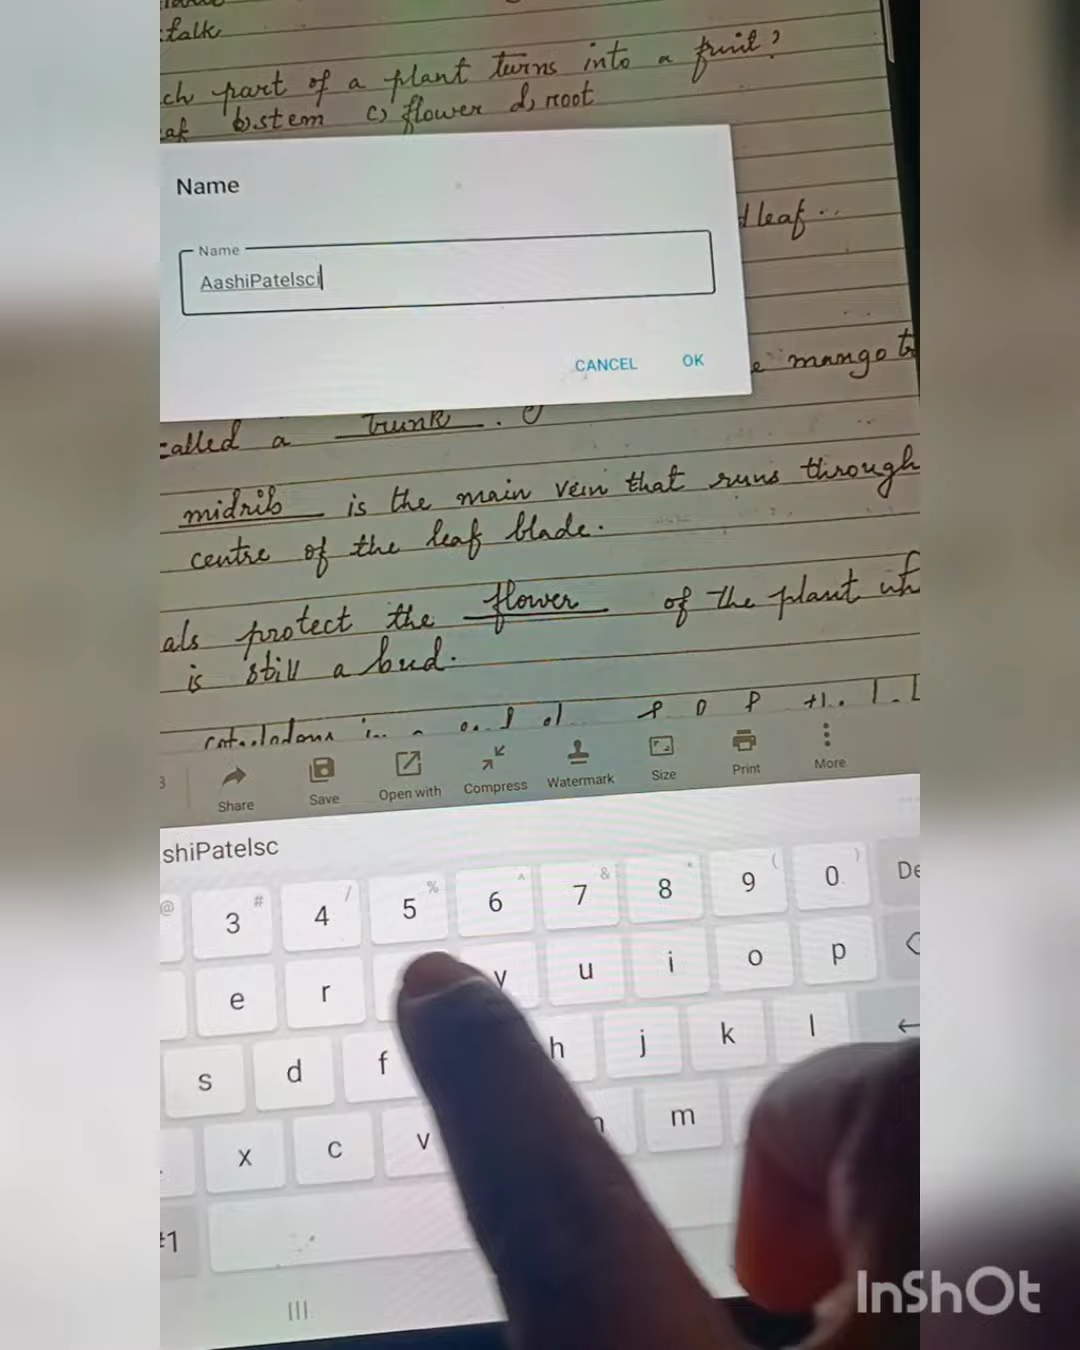 talk
ch part of a plant turns into a fruit?
af b) stem c) flower d) root
Name
leaf..
Name
AashiPatelsci
CANCEL OK
mango
called a trunk.
midrib is the main vein that runs through
centre of the leaf blade.
als protect the flower of the plant wh
is still a bud.
Share Save Open with Compress Watermark Size Print More
shiPatelsc
@ # / % ^ & * ( )
3 4 5 6 7 8 9 0 De
e r y u i o p
s d f h j k l
x c v n m
#1
InShOt